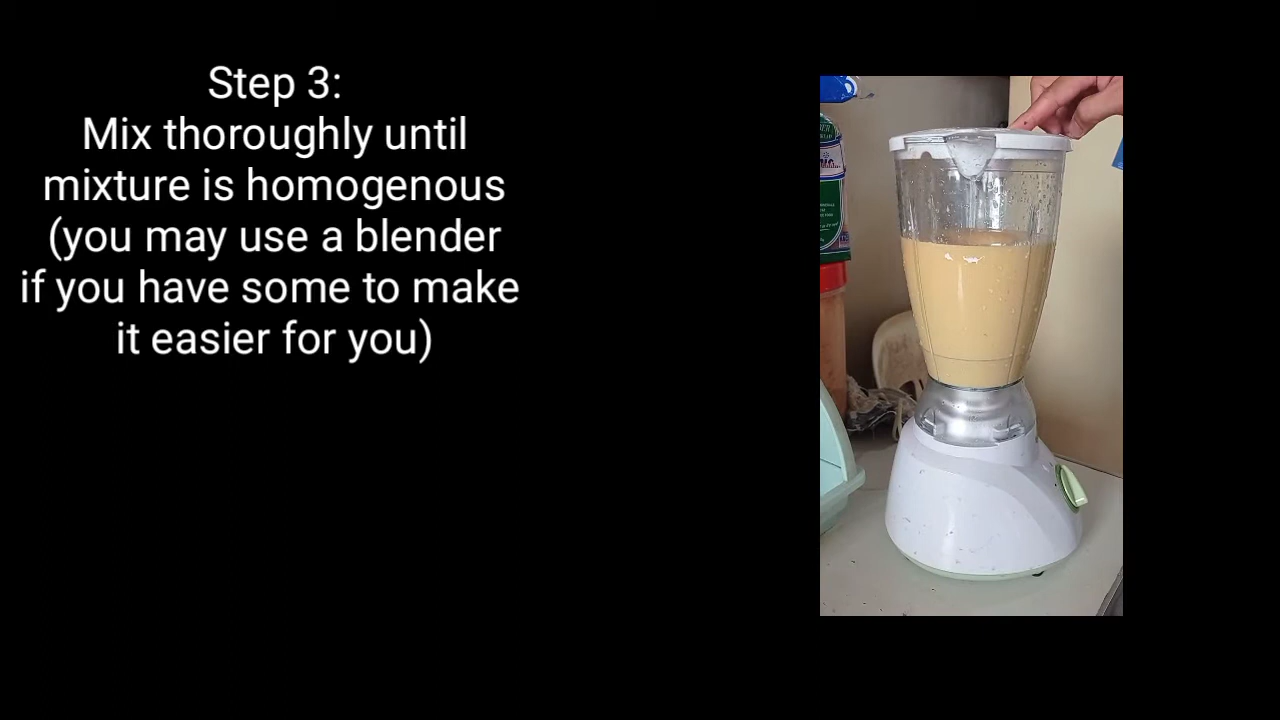 Step 3:
Mix thoroughly until
mixture is homogenous
(you may use a blender
if you have some to make
it easier for you)